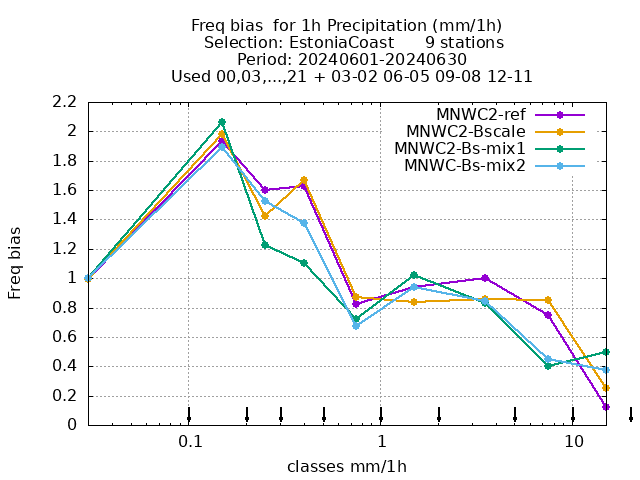 Freq bias  for 1h Precipitation (mm/1h)
Selection: EstoniaCoast      9 stations
Period: 20240601-20240630
Used 00,03,...,21 + 03-02 06-05 09-08 12-11
MNWC2-ref
MNWC2-Bscale
MNWC2-Bs-mix1
MNWC-Bs-mix2
Freq bias
2.2
2
1.8
1.6
1.4
1.2
1
0.8
0.6
0.4
0.2
0
0.1
1
10
classes mm/1h